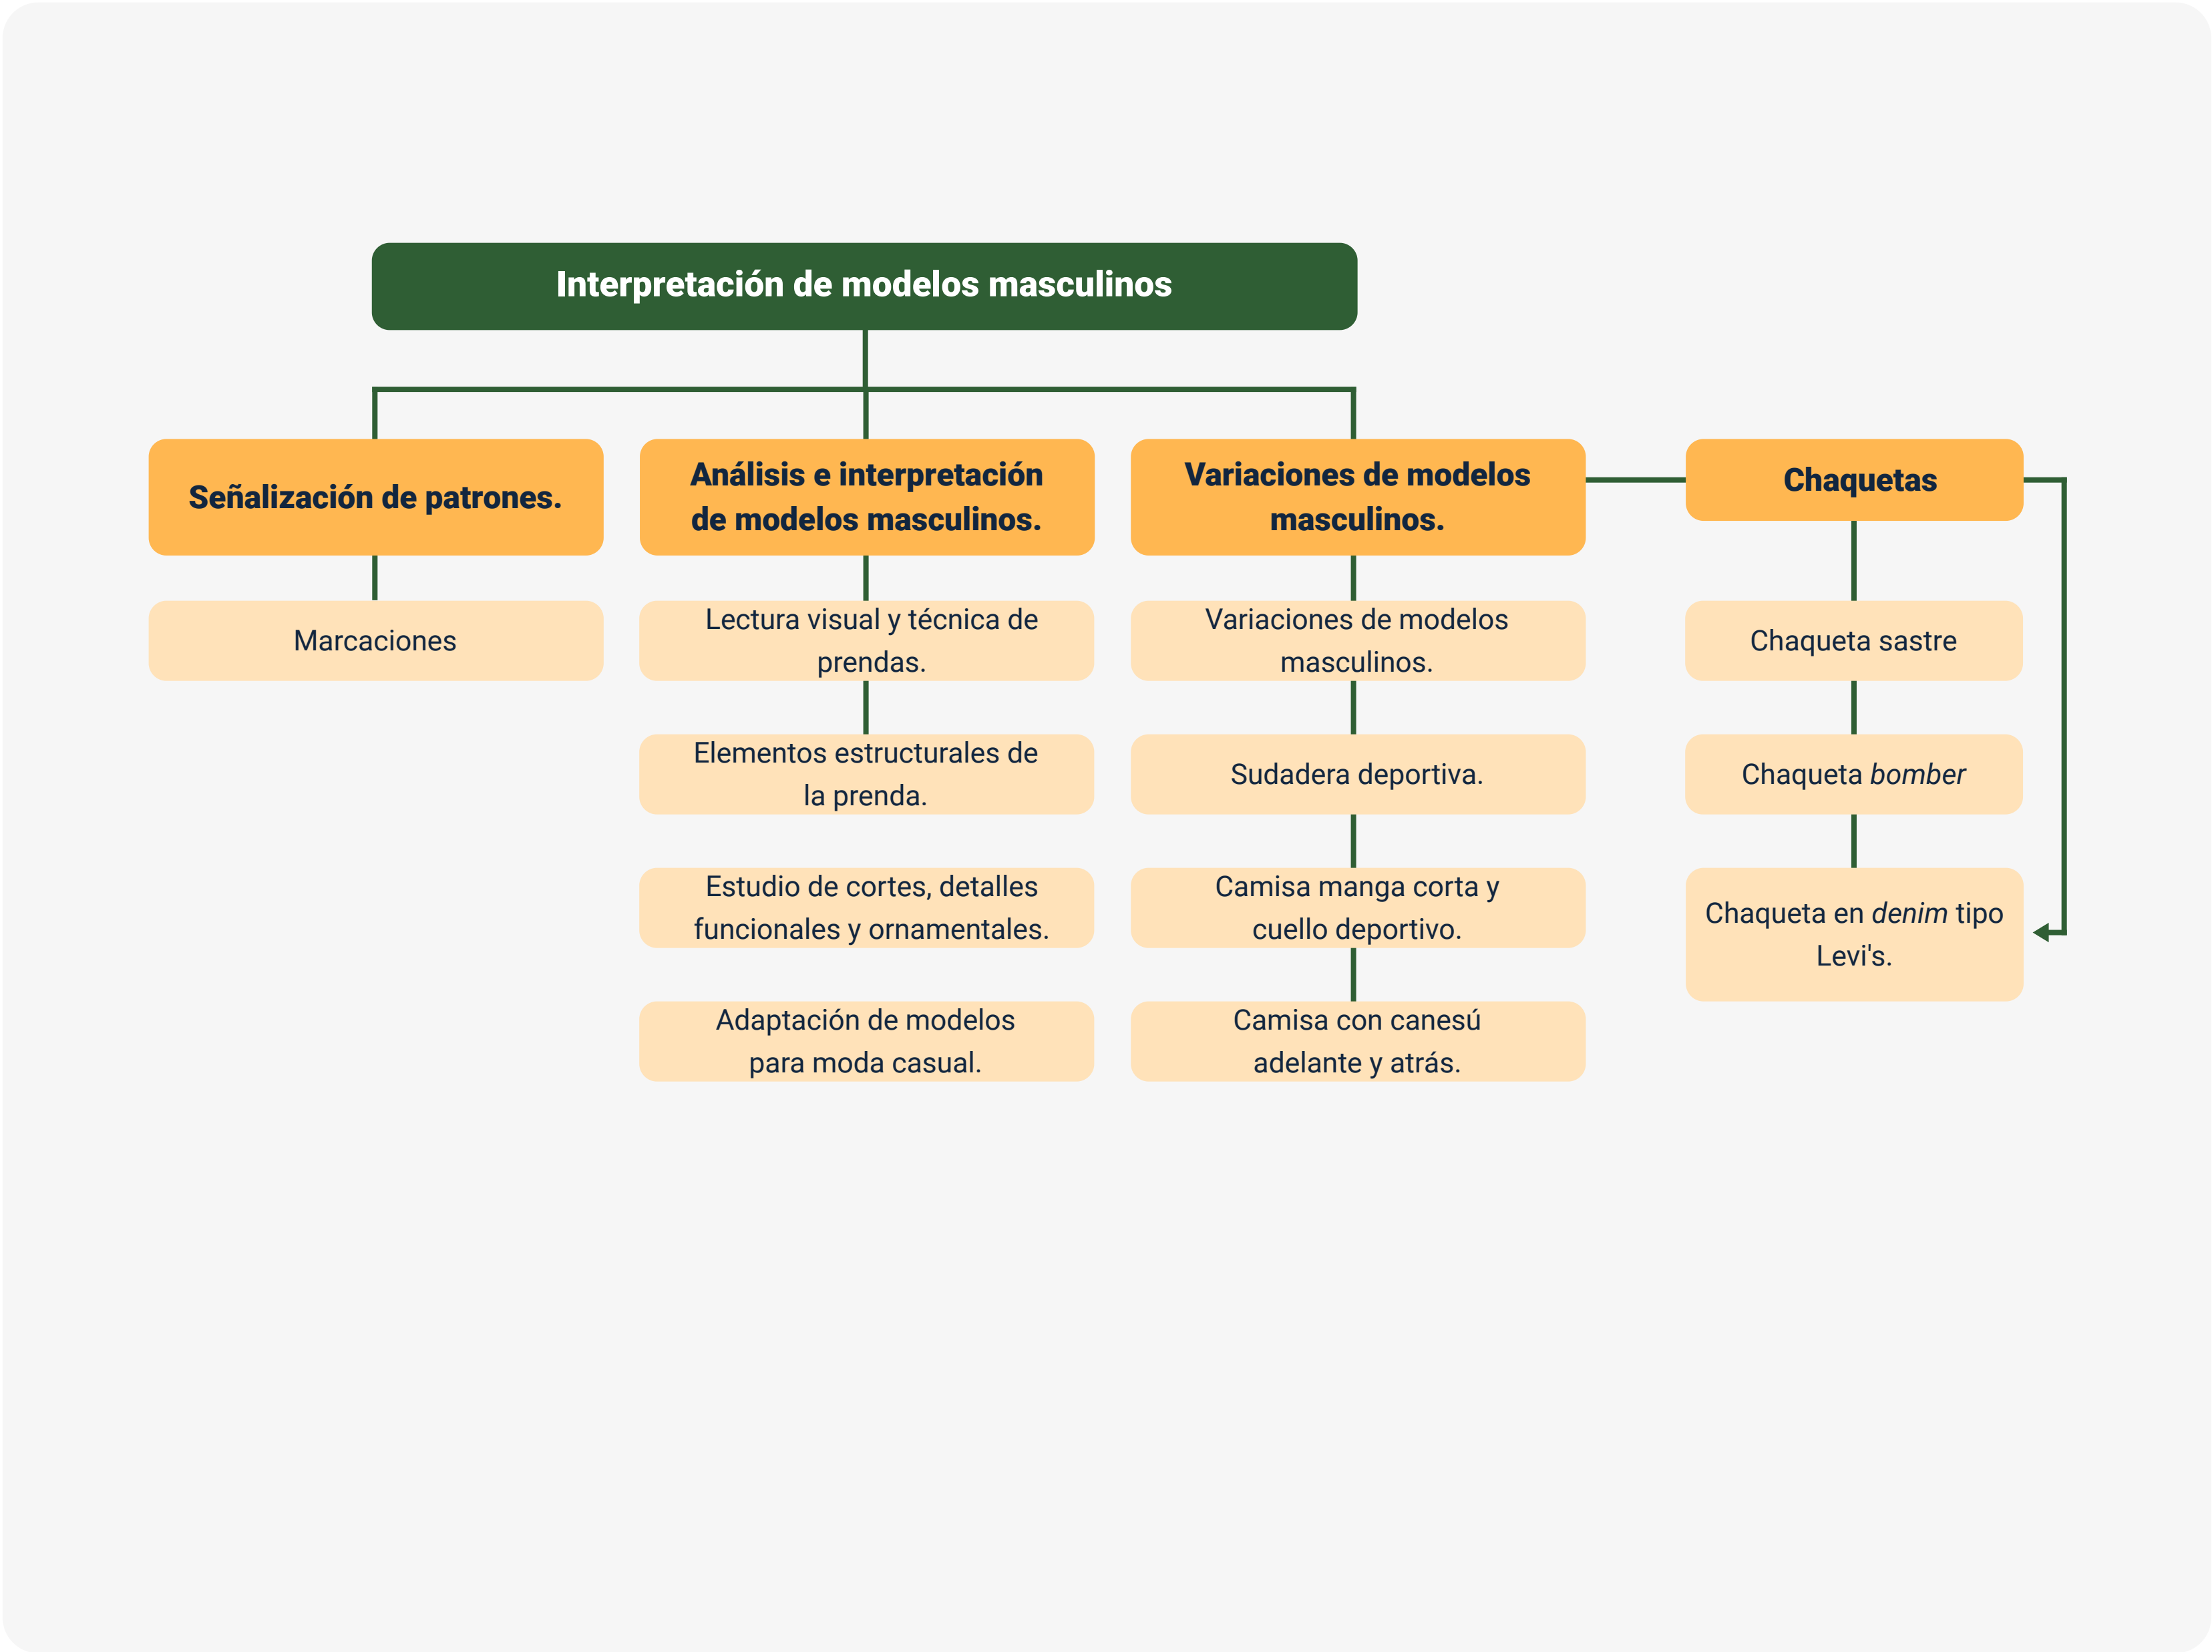 Interpretación de modelos masculinos
Señalización de patrones.
Marcaciones
Análisis e interpretación
de modelos masculinos.
Lectura visual y técnica de
prendas.
Elementos estructurales de
la prenda.
Estudio de cortes, detalles
funcionales y ornamentales.
Adaptación de modelos
para moda casual.
Variaciones de modelos
masculinos.
Variaciones de modelos
masculinos.
Sudadera deportiva.
Camisa manga corta y
cuello deportivo.
Camisa con canesú
adelante y atrás.
Chaquetas
Chaqueta sastre
Chaqueta bomber
Chaqueta en denim tipo
Levi's.